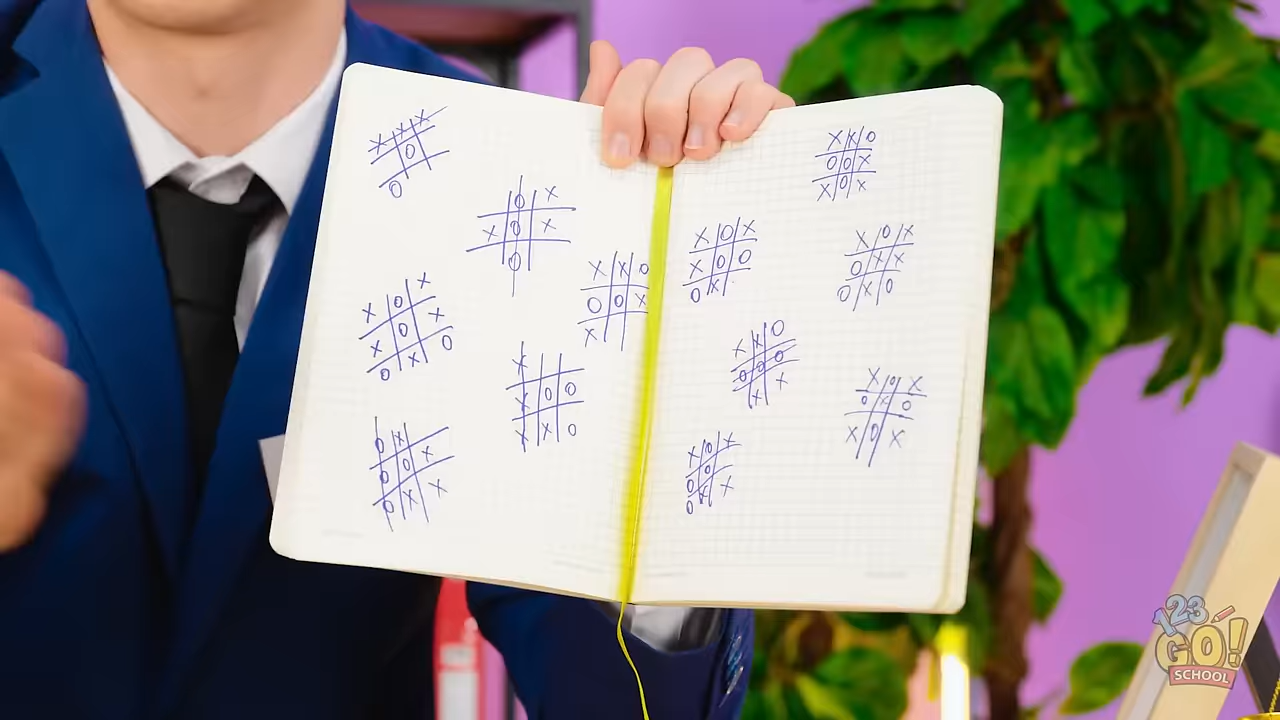 X X X
O
O
O X
X O X
O
X X O
O O X
X
X O X
X O X
O X O
X
X O O
X X O
O X
O O X
O X X
X X O
O O X
X O X
X O X
X O O
O X
X O X
O X X
O X O
X X O
O O O
X X
X O X
O X O
X O X
X O X
O O
O X X
123
GO!
SCHOOL